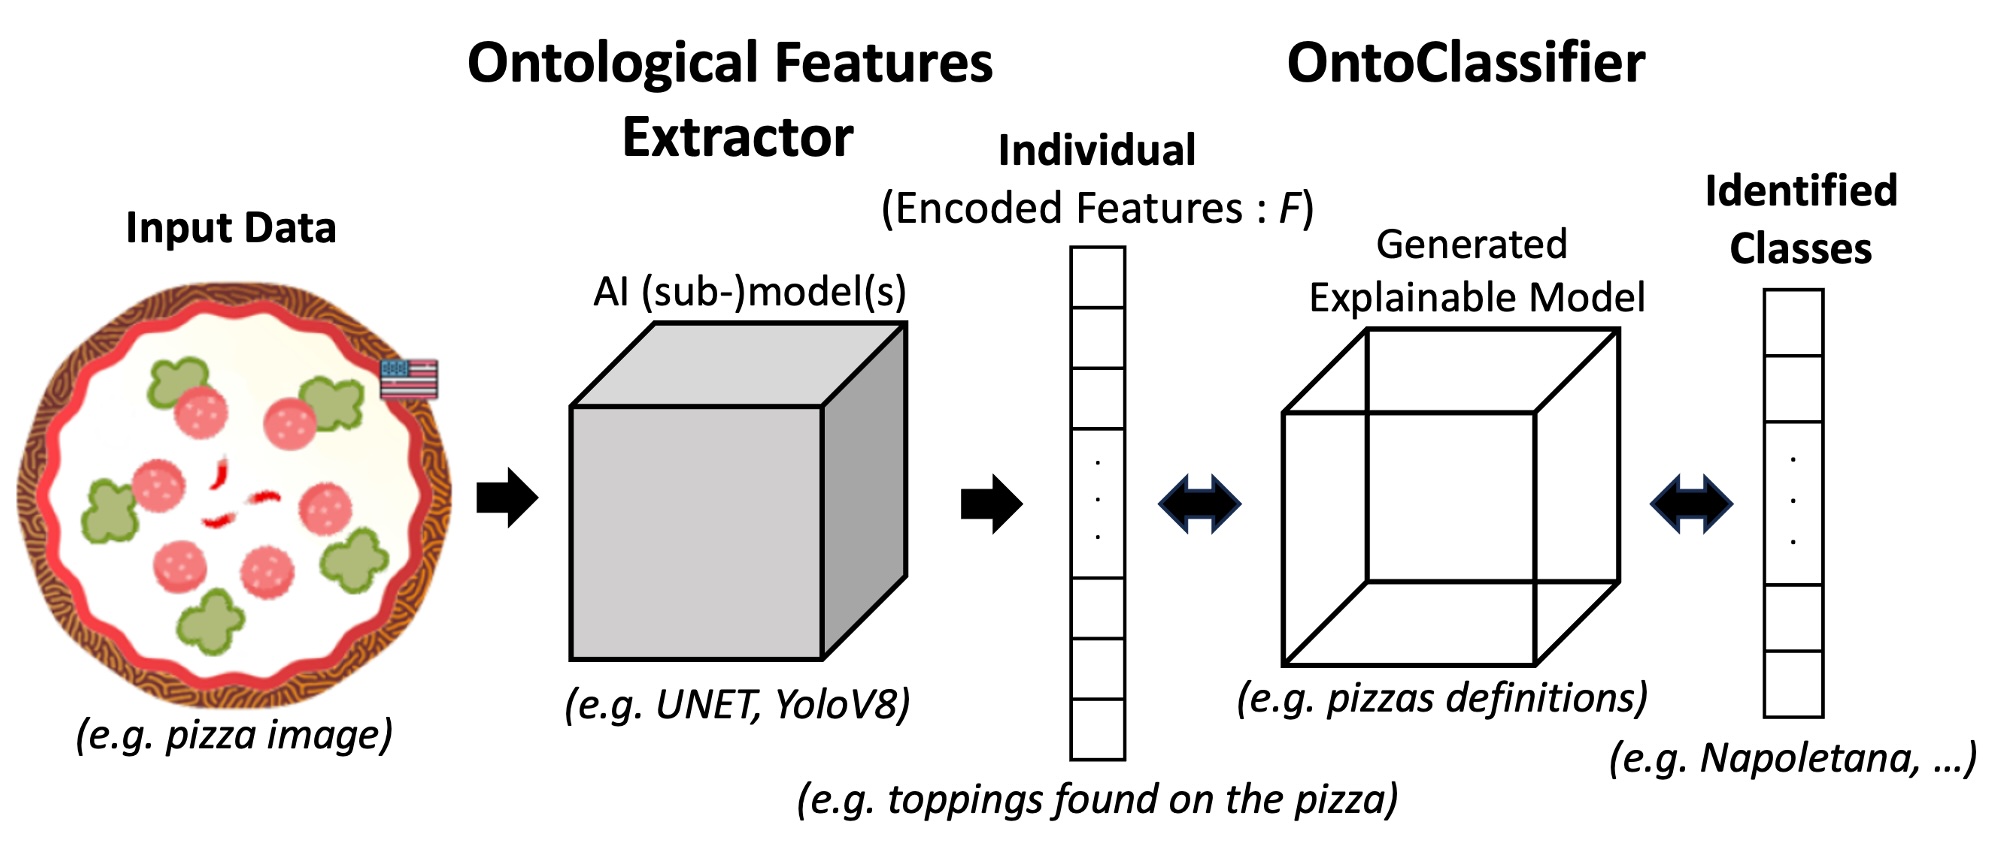 Ontological Features
Extractor
OntoClassifier
Input Data
(e.g. pizza image)
AI (sub-)model(s)
(e.g. UNET, YoloV8)
Individual
(Encoded Features : F)
(e.g. toppings found on the pizza)
Generated
Explainable Model
(e.g. pizzas definitions)
Identified
Classes
(e.g. Napoletana, ...)